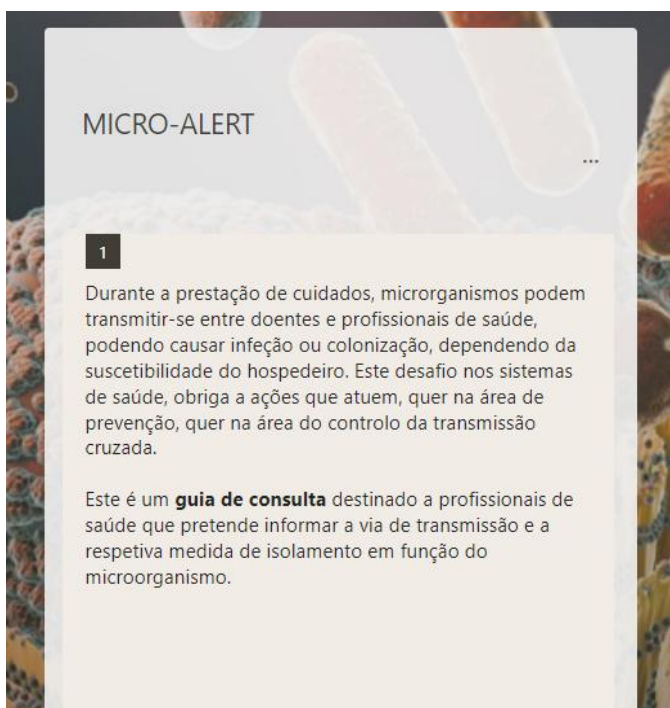 MICRO-ALERT
...
1
Durante a prestação de cuidados, microrganismos podem
transmitir-se entre doentes e profissionais de saúde,
podendo causar infeção ou colonização, dependendo da
suscetibilidade do hospedeiro. Este desafio nos sistemas
de saúde, obriga a ações que atuem, quer na área de
prevenção, quer na área do controlo da transmissão
cruzada.
Este é um guia de consulta destinado a profissionais de
saúde que pretende informar a via de transmissão e a
respetiva medida de isolamento em função do
microorganismo.